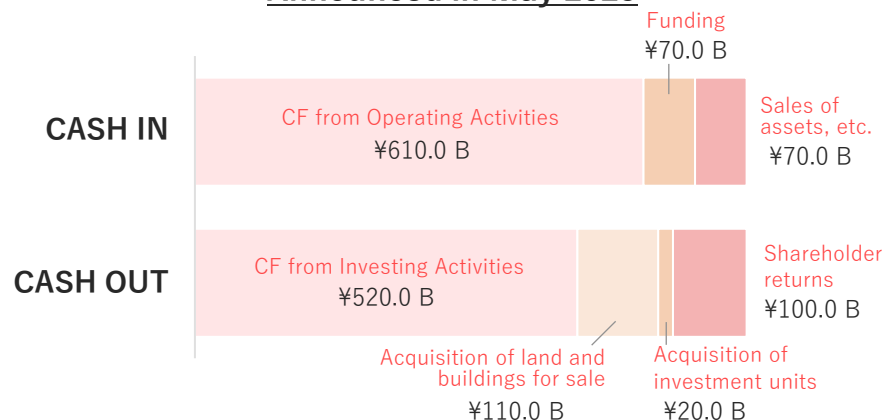 Funding
¥70.0 B
CASH IN
CF from Operating Activities
¥610.0 B
Sales of
assets, etc.
¥70.0 B
CASH OUT
CF from Investing Activities
¥520.0 B
Shareholder
returns
¥100.0 B
Acquisition of land and
buildings for sale
¥110.0 B
Acquisition of
investment units
¥20.0 B